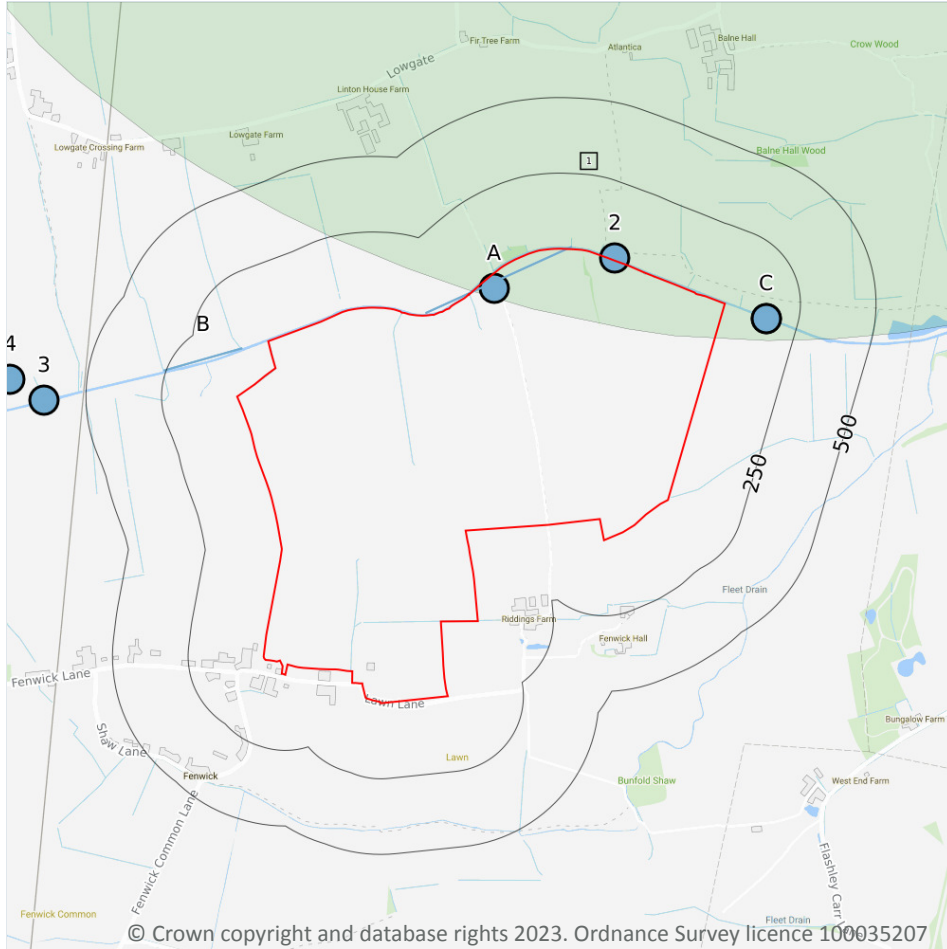 Fir Tree Farm
Balne Hall
Atlantica
Crow Wood
Lowgate
Linton House Farm
Lowgate Farm
Lowgate Crossing Farm
Balne Hall Wood
1
2
A
C
B
4
3
500
250
Fleet Drain
Riddings Farm
Fenwick Hall
Fenwick Lane
Lawn Lane
Bungalow Farm
Shaw Lane
Lawn
Fenwick
Bunfold Shaw
West End Farm
Fenwick Common Lane
Flashley Carr
Fenwick Common
Fleet Drain
© Crown copyright and database rights 2023. Ordnance Survey licence 100035207